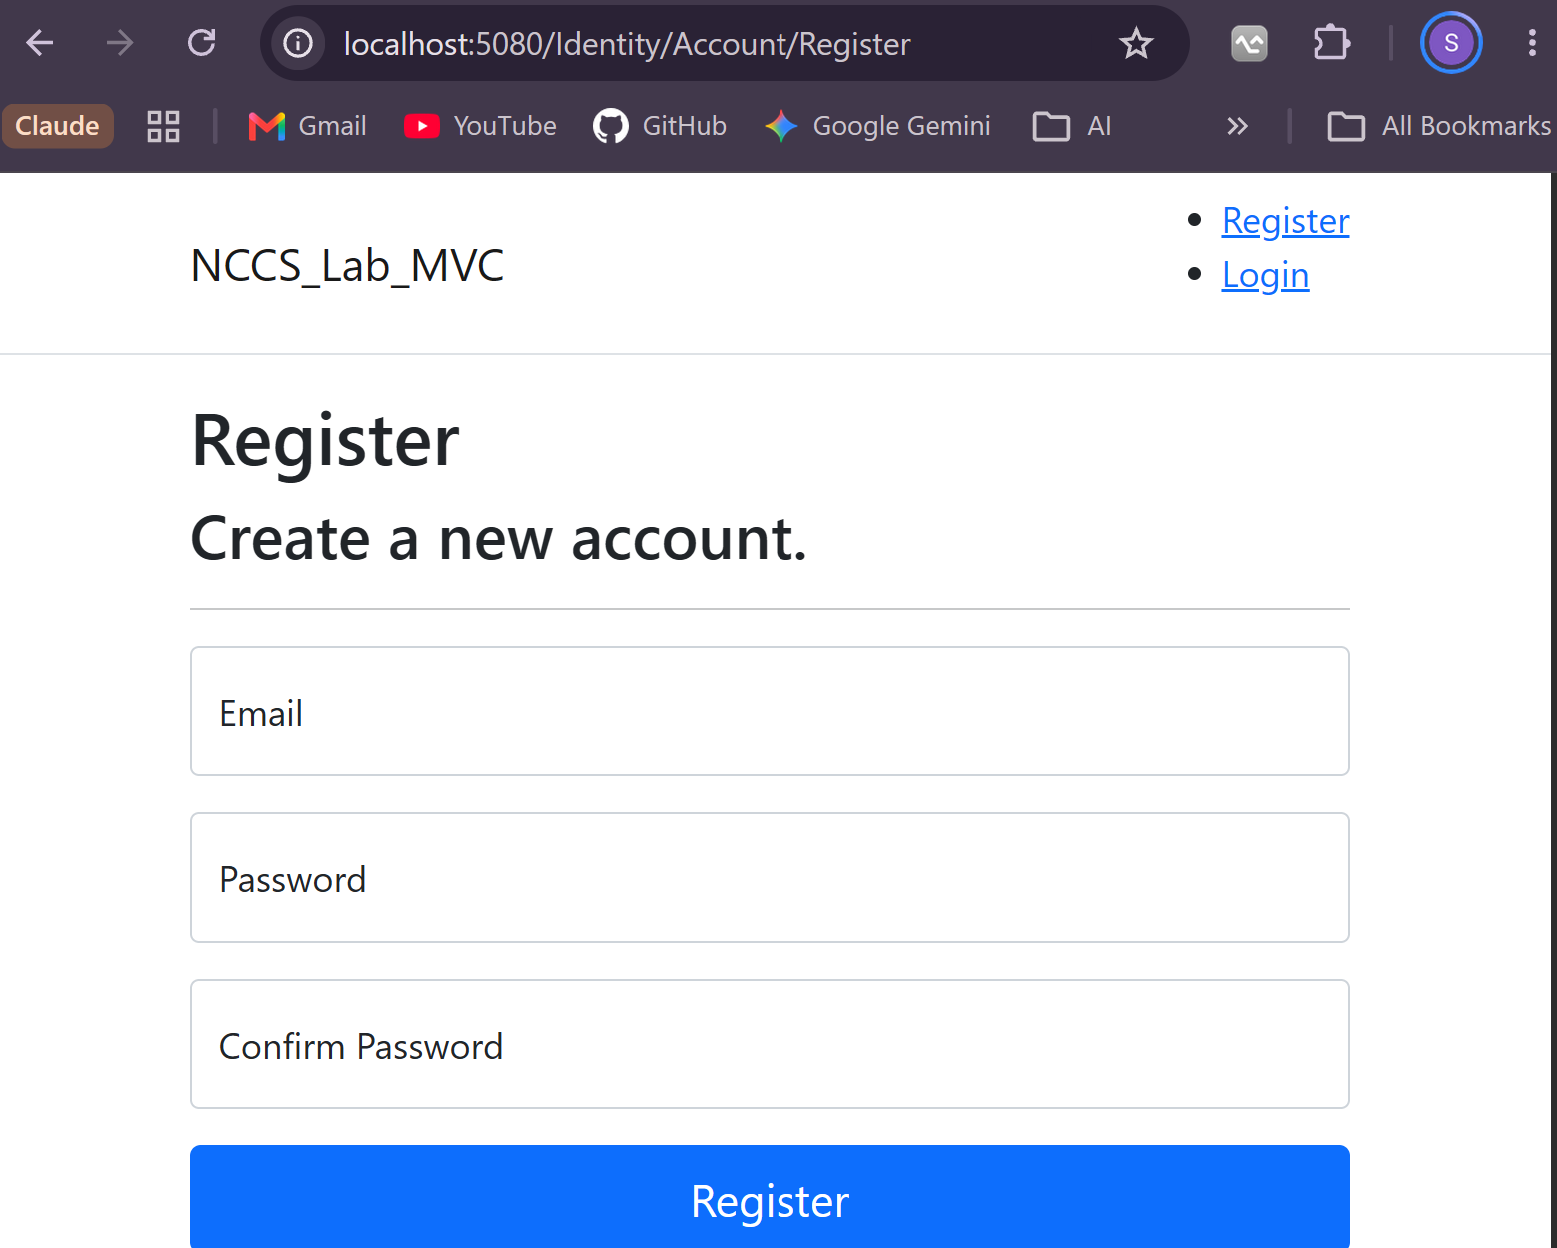 localhost:5080/Identity/Account/Register
S
Claude
Gmail
YouTube
GitHub
Google Gemini
AI
All Bookmarks
NCCS_Lab_MVC
Register
Login
Register
Create a new account.
Email
Password
Confirm Password
Register